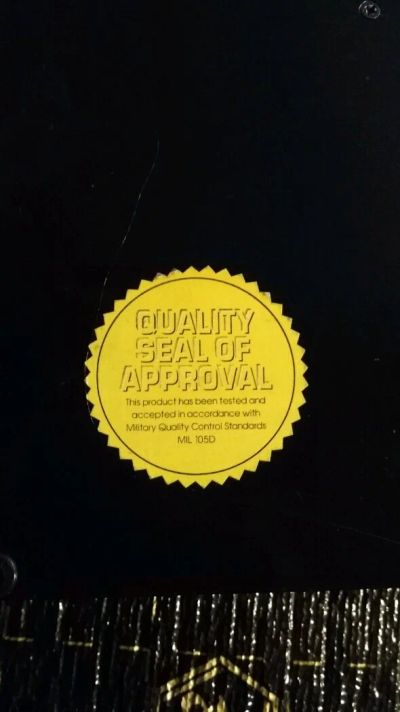 QUALITY
SEAL OF
APPROVAL
This product has been tested and
accepted in accordance with
Military Quality Control Standards
MIL 105D